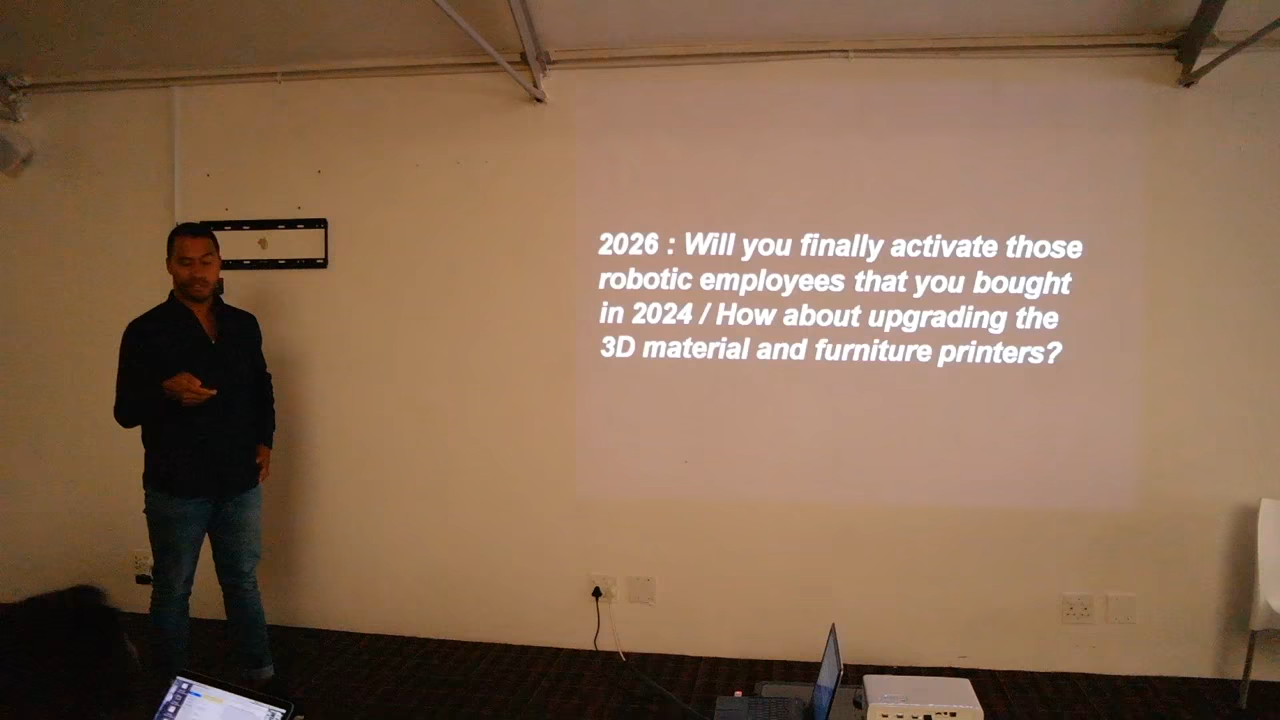 2026 : Will you finally activate those
robotic employees that you bought
in 2024 / How about upgrading the
3D material and furniture printers?